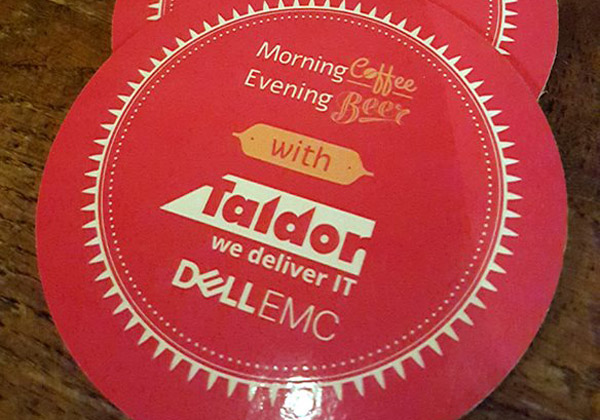 Morning Coffee
Evening Beer
with
Taldor
we deliver IT
DELLEMC